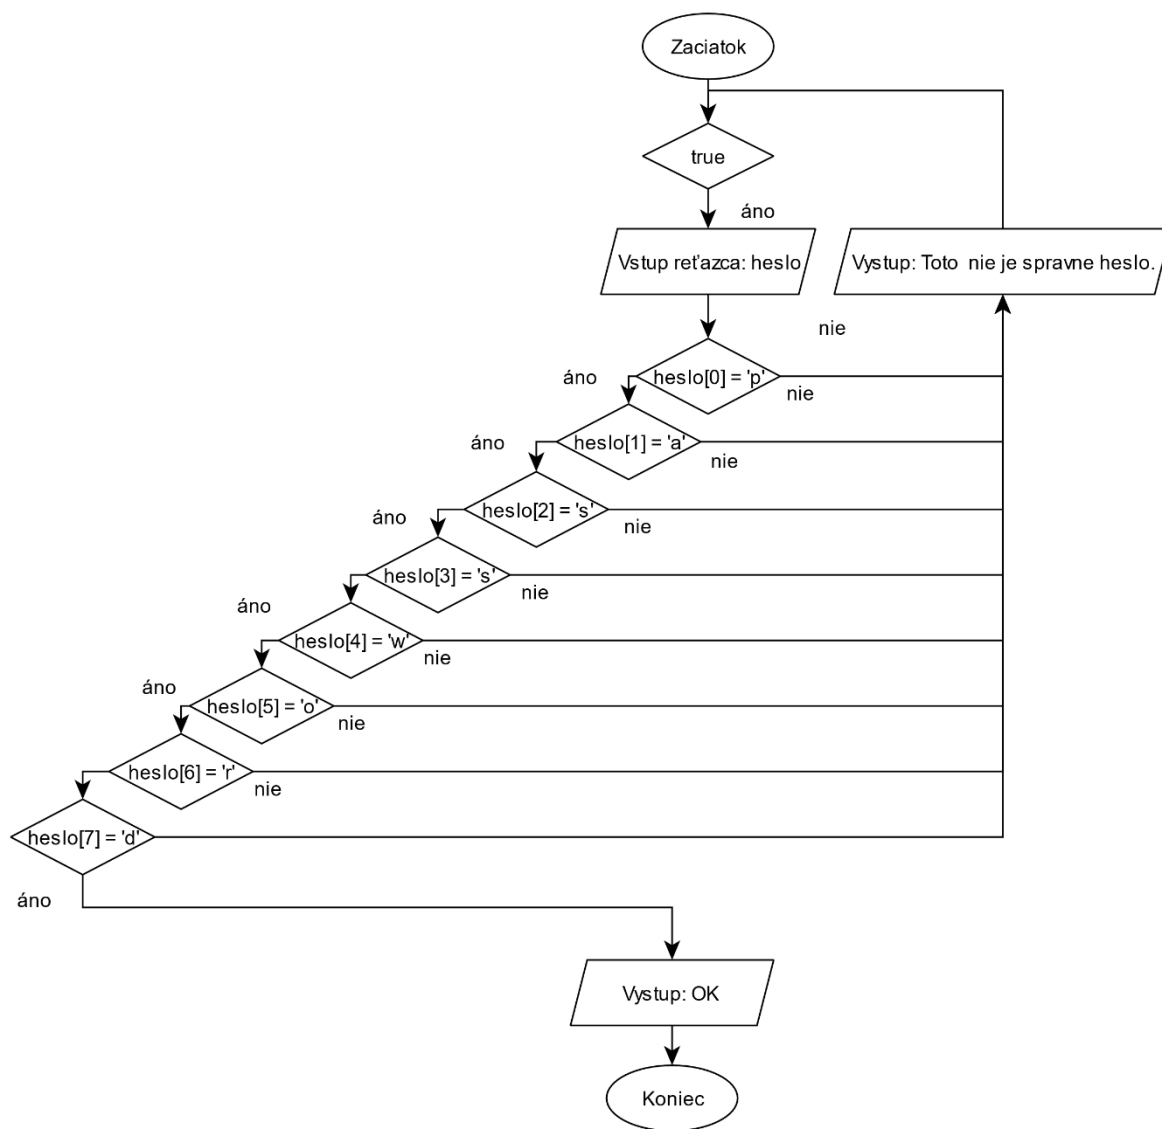 Zaciatok
true
áno
Vstup reťazca: heslo
Vystup: Toto  nie je spravne heslo.
nie
heslo[0] = 'p'
áno
nie
heslo[1] = 'a'
áno
nie
heslo[2] = 's'
áno
nie
heslo[3] = 's'
áno
nie
heslo[4] = 'w'
áno
nie
heslo[5] = 'o'
áno
nie
heslo[6] = 'r'
nie
heslo[7] = 'd'
áno
Vystup: OK
Koniec